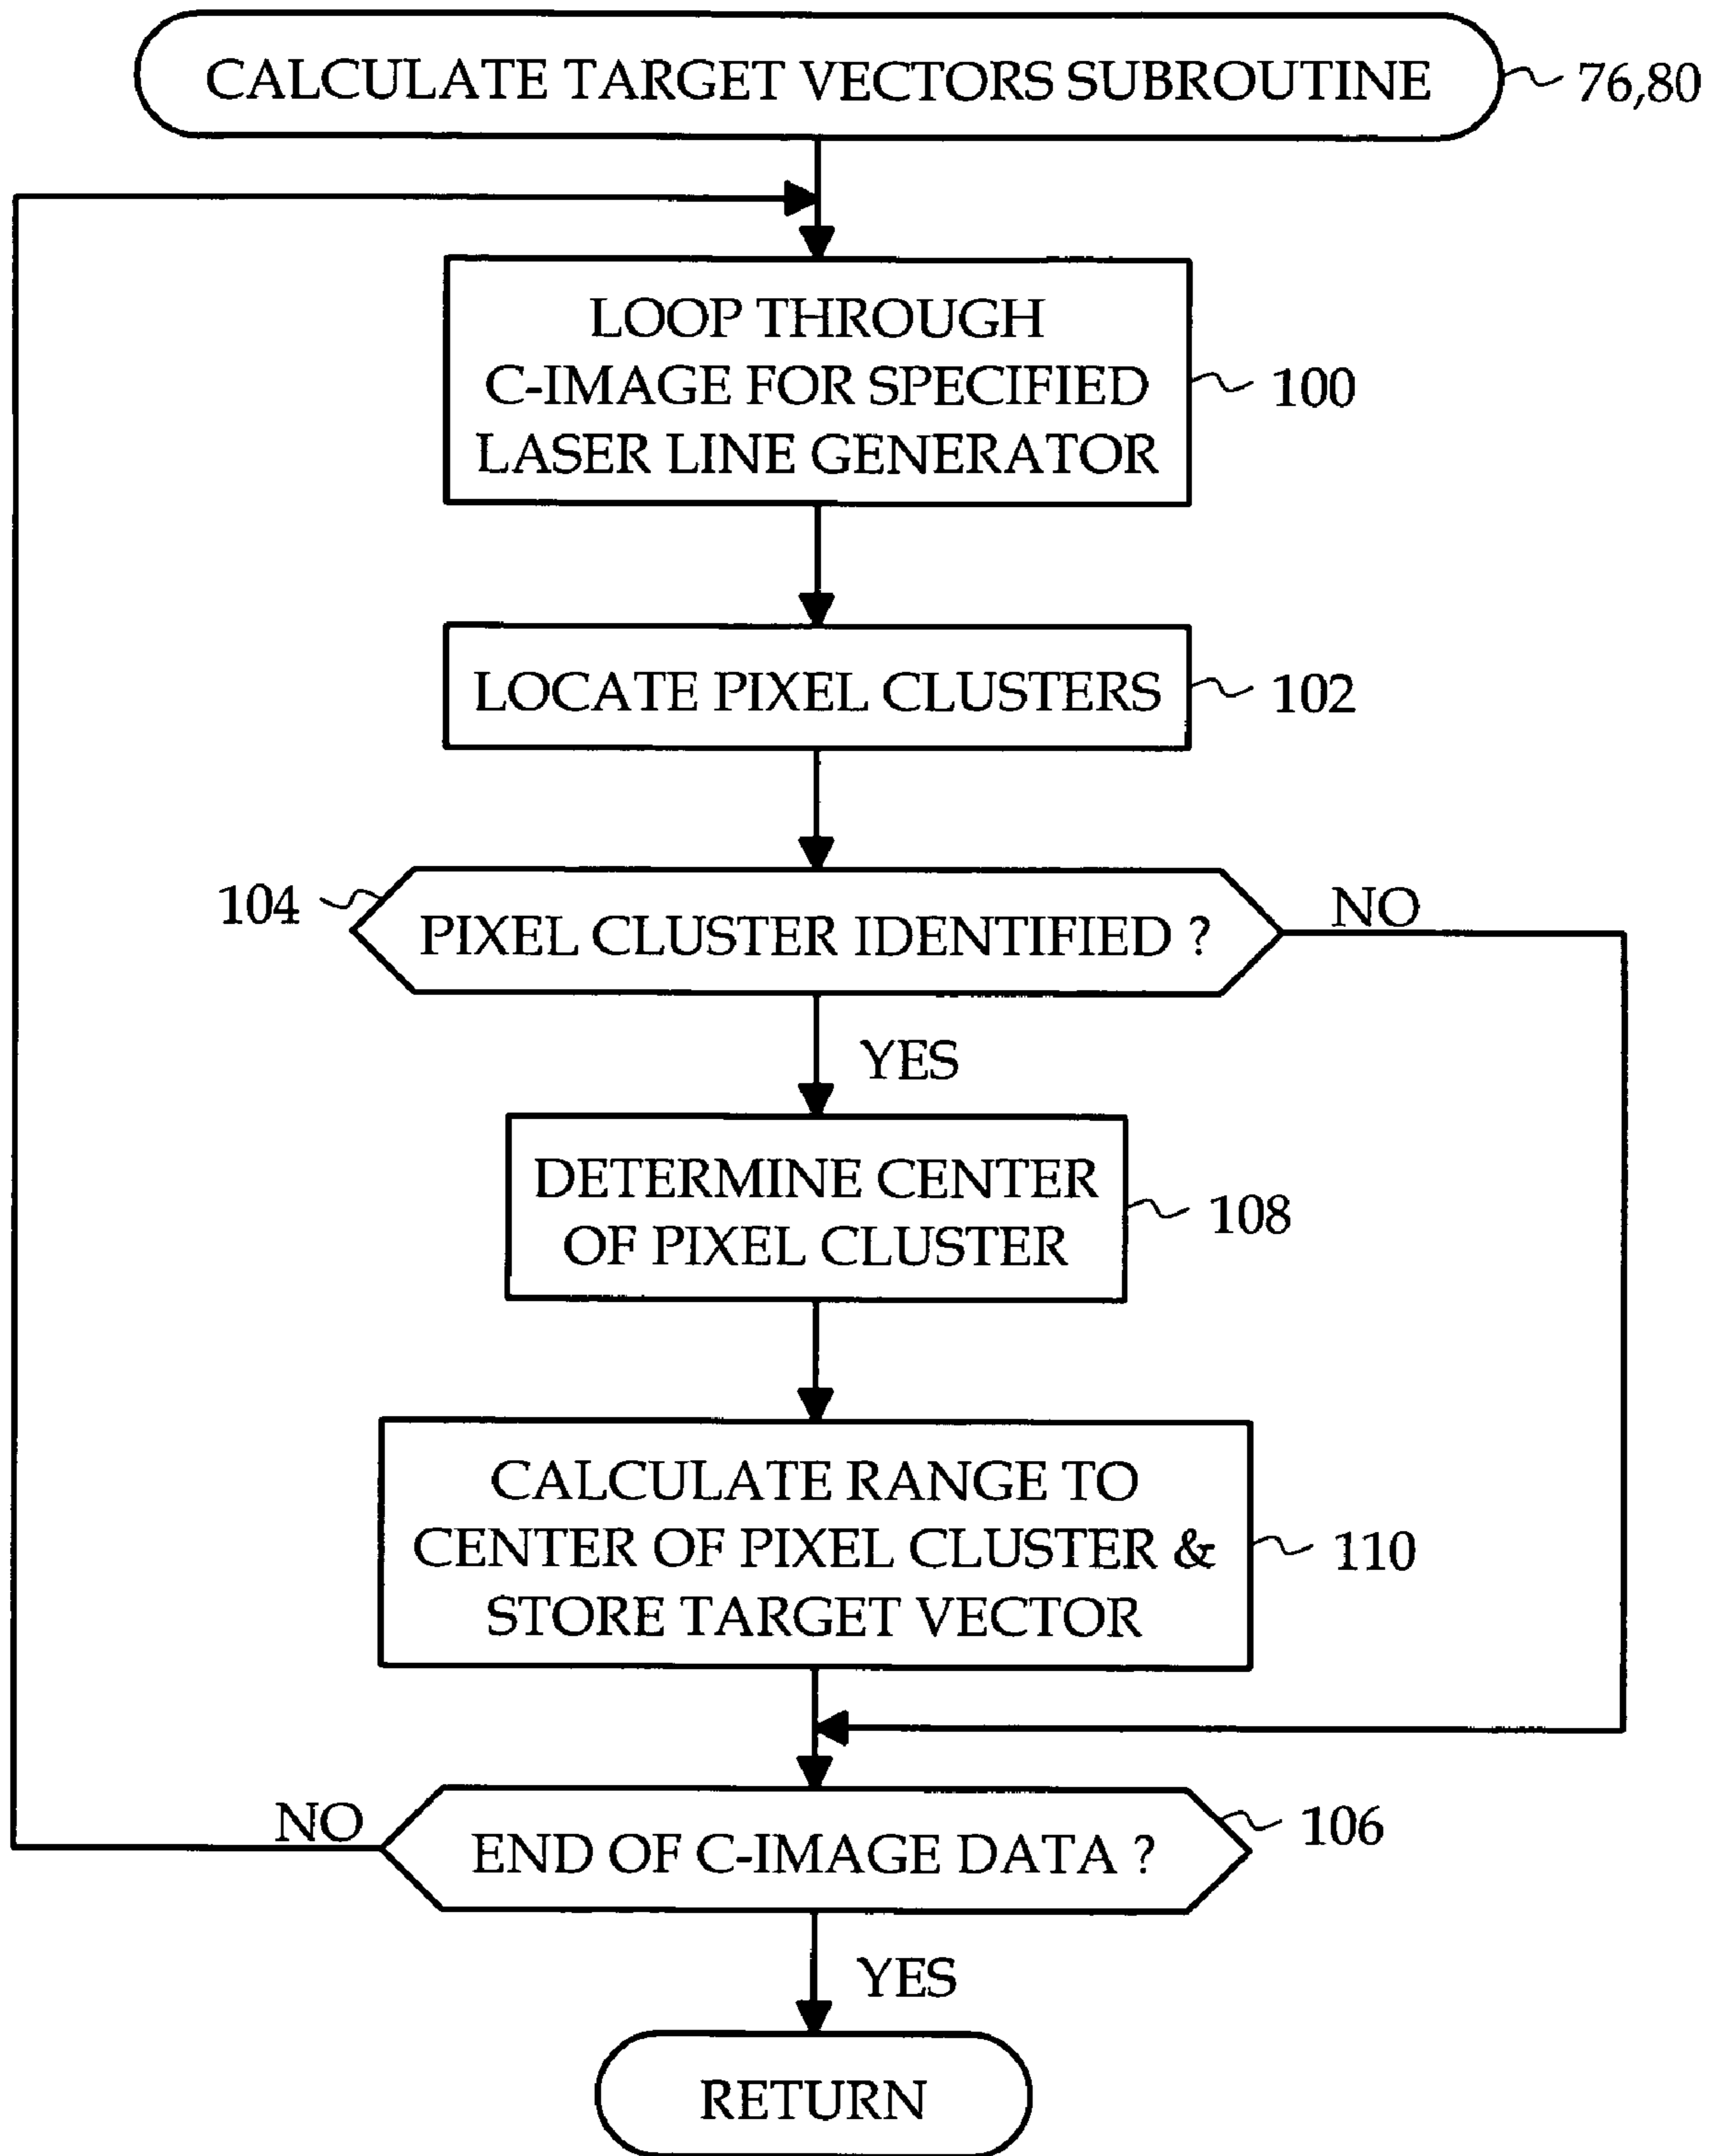 CALCULATE TARGET VECTORS SUBROUTINE
76,80
LOOP THROUGH
C-IMAGE FOR SPECIFIED
LASER LINE GENERATOR
100
LOCATE PIXEL CLUSTERS
102
104
PIXEL CLUSTER IDENTIFIED ?
NO
YES
DETERMINE CENTER
OF PIXEL CLUSTER
108
CALCULATE RANGE TO
CENTER OF PIXEL CLUSTER &
STORE TARGET VECTOR
110
NO
END OF C-IMAGE DATA ?
106
YES
RETURN